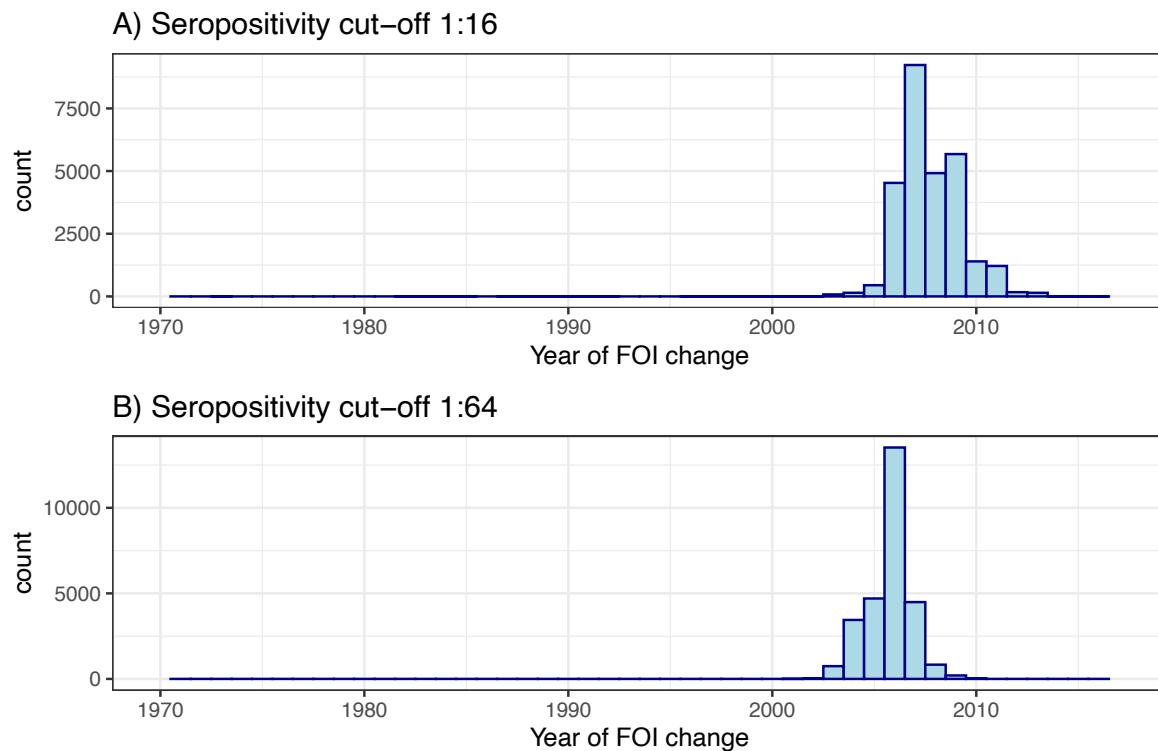 A) Seropositivity cut−off 1:16
7500
5000
2500
0
count
1970 1980 1990 2000 2010
Year of FOI change
B) Seropositivity cut−off 1:64
10000
5000
0
count
1970 1980 1990 2000 2010
Year of FOI change